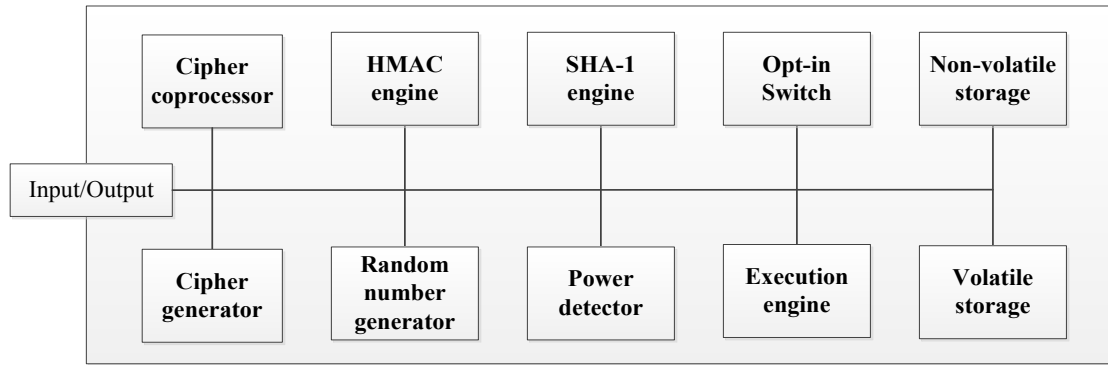 Cipher
coprocessor
HMAC
engine
SHA-1
engine
Opt-in
Switch
Non-volatile
storage
Input/Output
Cipher
generator
Random
number
generator
Power
detector
Execution
engine
Volatile
storage